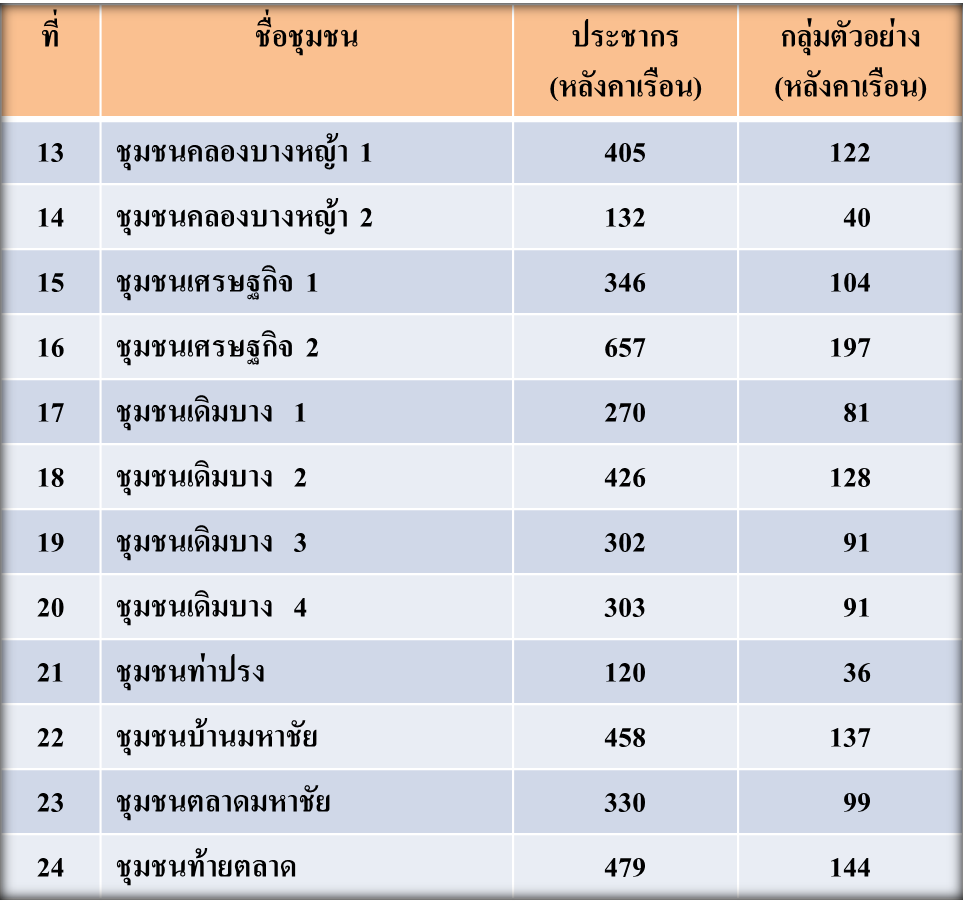 ที่ ชื่อชุมชน ประชากร (หลังคาเรือน) กลุ่มตัวอย่าง (หลังคาเรือน)
13 ชุมชนคลองบางหญ้า 1 405 122
14 ชุมชนคลองบางหญ้า 2 132 40
15 ชุมชนเศรษฐกิจ 1 346 104
16 ชุมชนเศรษฐกิจ 2 657 197
17 ชุมชนเดิมบาง 1 270 81
18 ชุมชนเดิมบาง 2 426 128
19 ชุมชนเดิมบาง 3 302 91
20 ชุมชนเดิมบาง 4 303 91
21 ชุมชนท่าปรง 120 36
22 ชุมชนบ้านมหาชัย 458 137
23 ชุมชนตลาดมหาชัย 330 99
24 ชุมชนท้ายตลาด 479 144